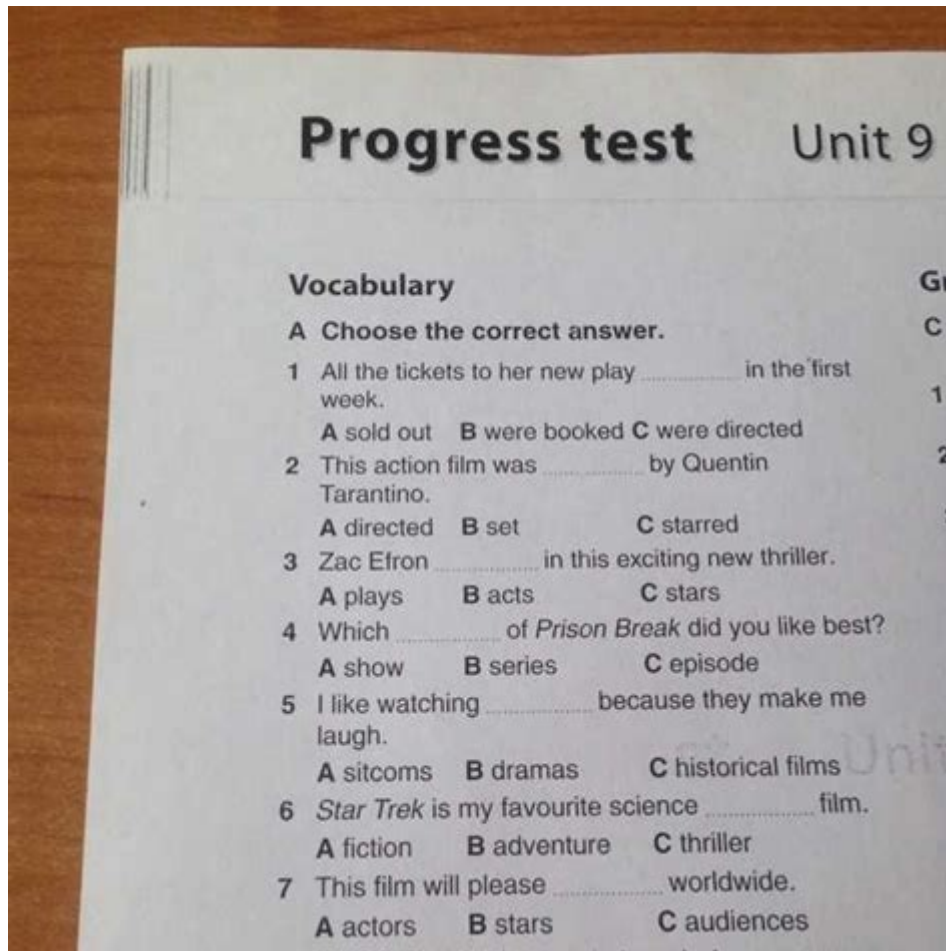 Progress test Unit 9
Vocabulary
A Choose the correct answer.
C
1 All the tickets to her new play ............ in the first
week.
1
A sold out B were booked C were directed
2 This action film was ............ by Quentin
Tarantino.
2
A directed B set C starred
3 Zac Efron ............ in this exciting new thriller.
A plays B acts C stars
4 Which ............ of Prison Break did you like best?
A show B series C episode
5 I like watching ............ because they make me
laugh.
A sitcoms B dramas C historical films
6 Star Trek is my favourite science ............ film.
A fiction B adventure C thriller
7 This film will please ............ worldwide.
A actors B stars C audiences